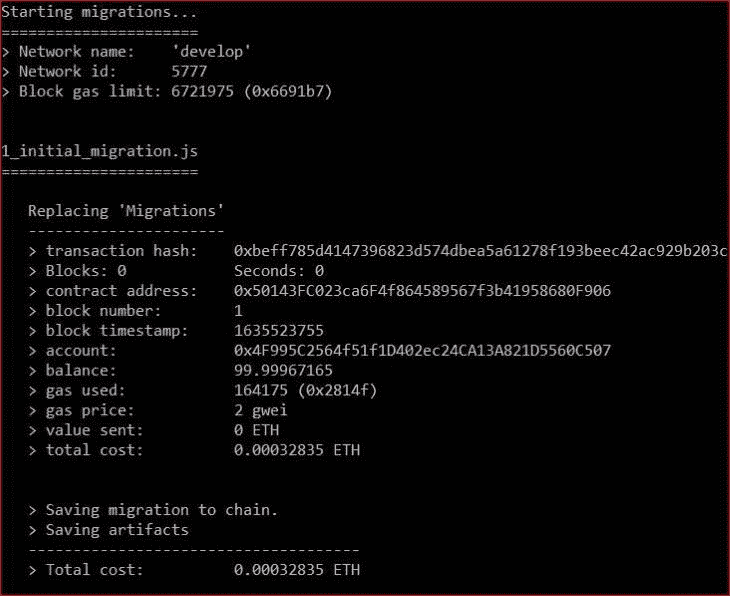 Starting migrations...
======================
> Network name:    'develop'
> Network id:      5777
> Block gas limit: 6721975 (0x6691b7)
1_initial_migration.js
======================
Replacing 'Migrations'
----------------------
> transaction hash:    0xbeff785d4147396823d574dbea5a61278f193beec42ac929b203c
> Blocks: 0            Seconds: 0
> contract address:    0x50143FC023ca6F4f864589567f3b41958680F906
> block number:        1
> block timestamp:     1635523755
> account:             0x4F995C2564f51f1D402ec24CA13A821D5560C507
> balance:             99.99967165
> gas used:            164175 (0x2814f)
> gas price:           2 gwei
> value sent:          0 ETH
> total cost:          0.00032835 ETH
> Saving migration to chain.
> Saving artifacts
-------------------------------------
> Total cost:          0.00032835 ETH